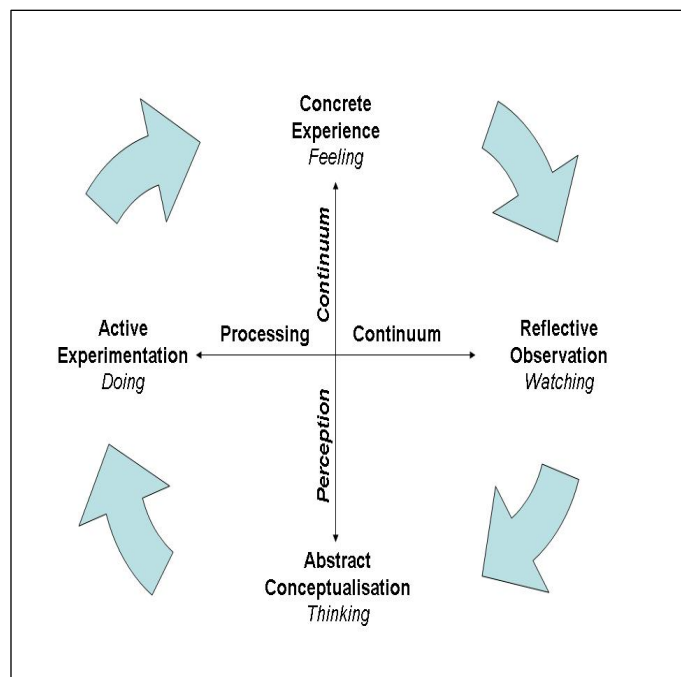 Concrete
Experience
Feeling
Continuum
Active
Experimentation
Doing
Processing
Continuum
Reflective
Observation
Watching
Perception
Abstract
Conceptualisation
Thinking